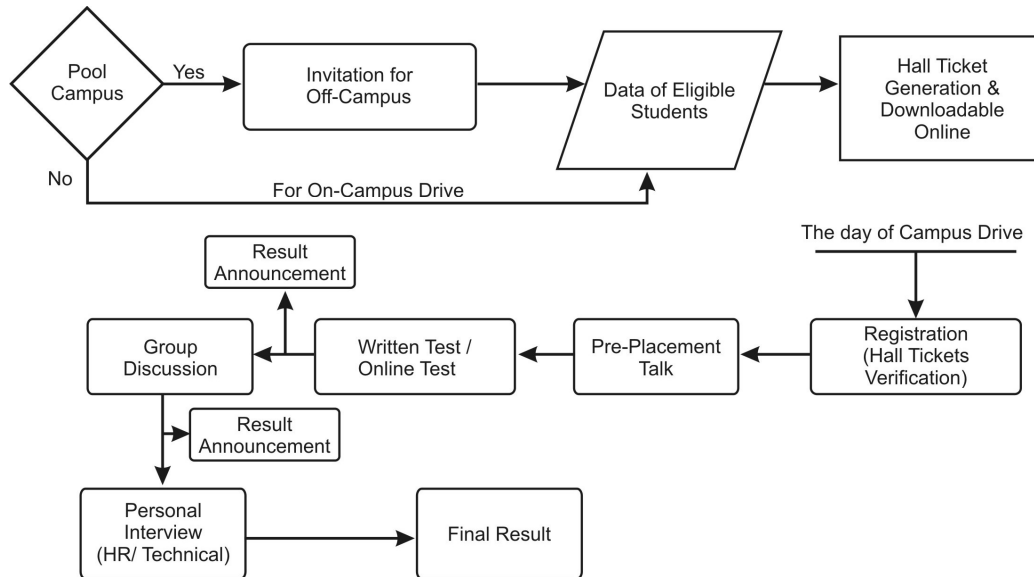 Pool
Campus
Yes
Invitation for
Off-Campus
Data of Eligible
Students
Hall Ticket
Generation &
Downloadable
Online
No
For On-Campus Drive
The day of Campus Drive
Result
Announcement
Group
Discussion
Written Test /
Online Test
Pre-Placement
Talk
Registration
(Hall Tickets
Verification)
Result
Announcement
Personal
Interview
(HR/ Technical)
Final Result